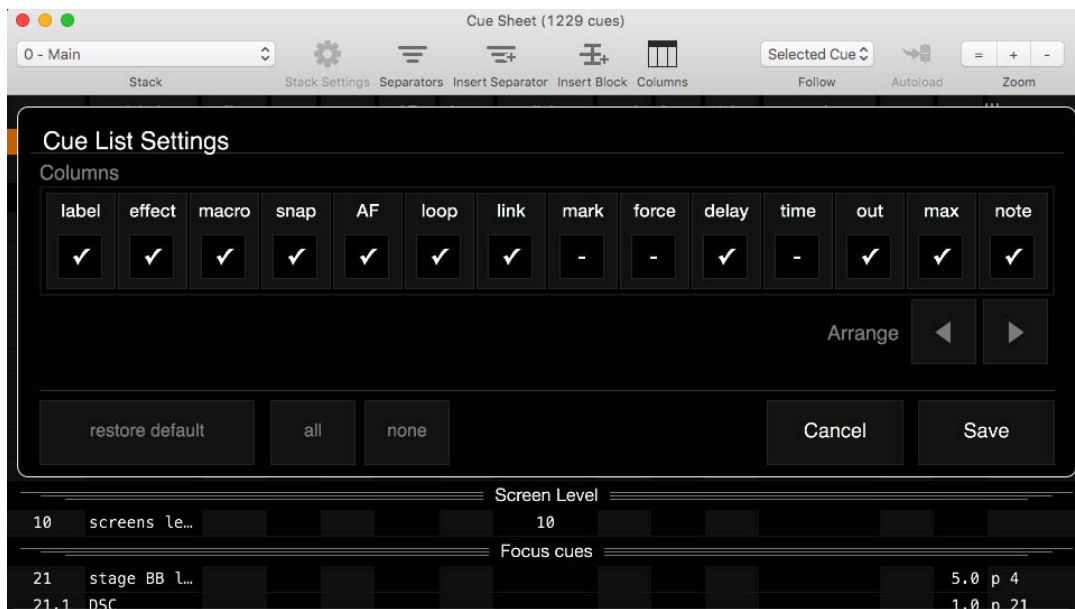 Cue Sheet (1229 cues)
0 - Main Selected Cue = + -
Stack Stack Settings Separators Insert Separator Insert Block Columns Follow Autoload Zoom
Cue List Settings
Columns
label effect macro snap AF loop link mark force delay time out max note
✓ ✓ ✓ ✓ ✓ ✓ ✓ - - ✓ - ✓ ✓ ✓
Arrange
restore default all none Cancel Save
Screen Level
10 screens le… 10
Focus cues
21 stage BB l… 5.0 p 4
21.1 DSC 1.0 p 21